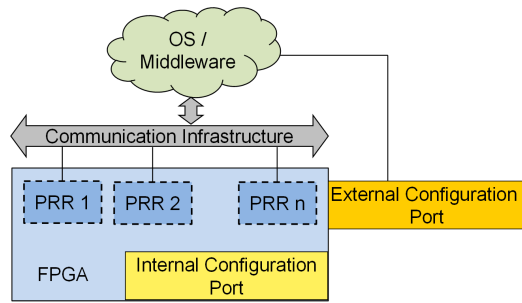 OS /
Middleware
Communication Infrastructure
PRR 1
PRR 2
PRR n
External Configuration
Port
FPGA
Internal Configuration
Port